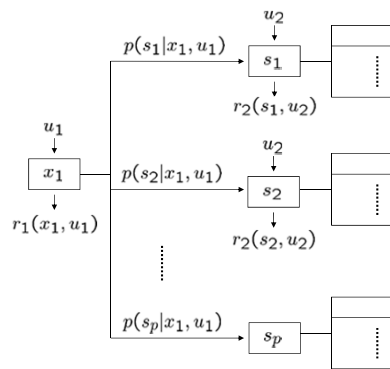 u₂
p(s₁|x₁, u₁)
s₁
r₂(s₁, u₂)
u₁
u₂
x₁
p(s₂|x₁, u₁)
s₂
r₁(x₁, u₁)
r₂(s₂, u₂)
p(sₚ|x₁, u₁)
sₚ